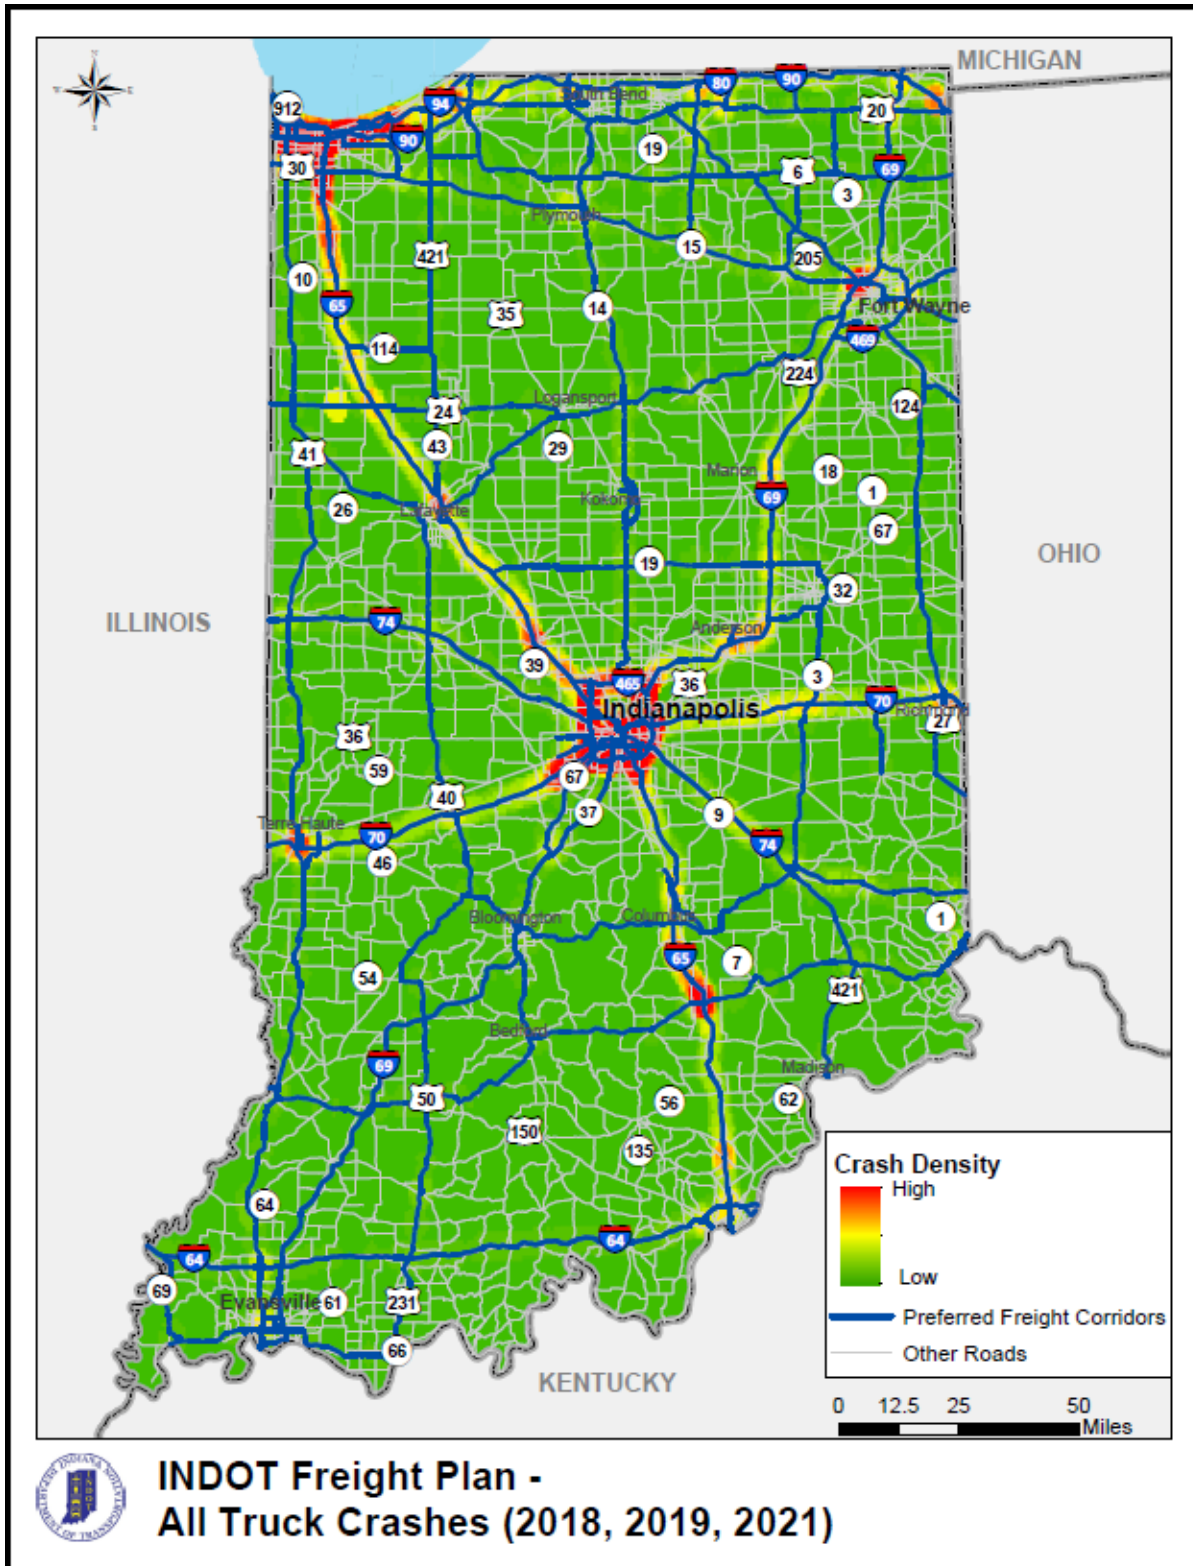 MICHIGAN
N
W
E
S
80
90
94
912
South Bend
20
90
19
30
6
69
3
Plymouth
15
421
205
10
65
14
Fort Wayne
35
469
114
224
Logansport
24
124
43
29
41
Marion
18
69
1
Kokomo
26
Lafayette
67
OHIO
19
32
ILLINOIS
74
Anderson
39
3
465
36
70
Indianapolis
Richmond
27
36
59
67
40
37
9
Terre Haute
70
74
46
Bloomington
Columbus
1
65
7
54
421
Bedford
69
Madison
50
56
62
150
135
64
64
64
69
Evansville
61
231
66
KENTUCKY
Crash Density
High
Low
Preferred Freight Corridors
Other Roads
0 12.5 25 50
Miles
INDIANA DEPARTMENT OF TRANSPORTATION
INDOT
INDOT Freight Plan -
All Truck Crashes (2018, 2019, 2021)